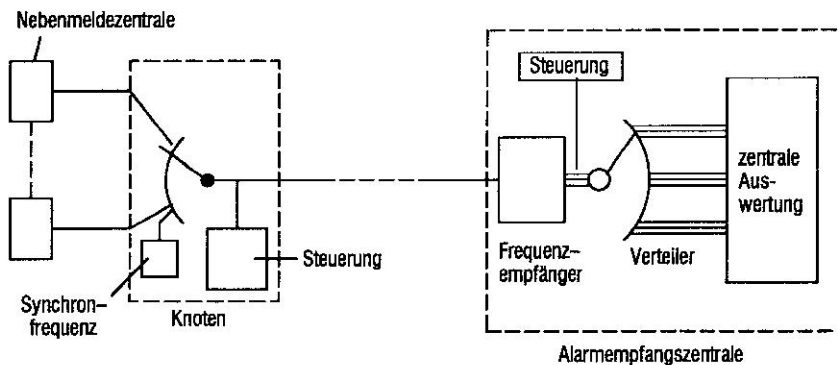 Nebenmeldezentrale
Synchron-
frequenz
Knoten
Steuerung
Steuerung
Frequenz-
empfänger
Verteiler
zentrale
Aus-
wertung
Alarmempfangszentrale